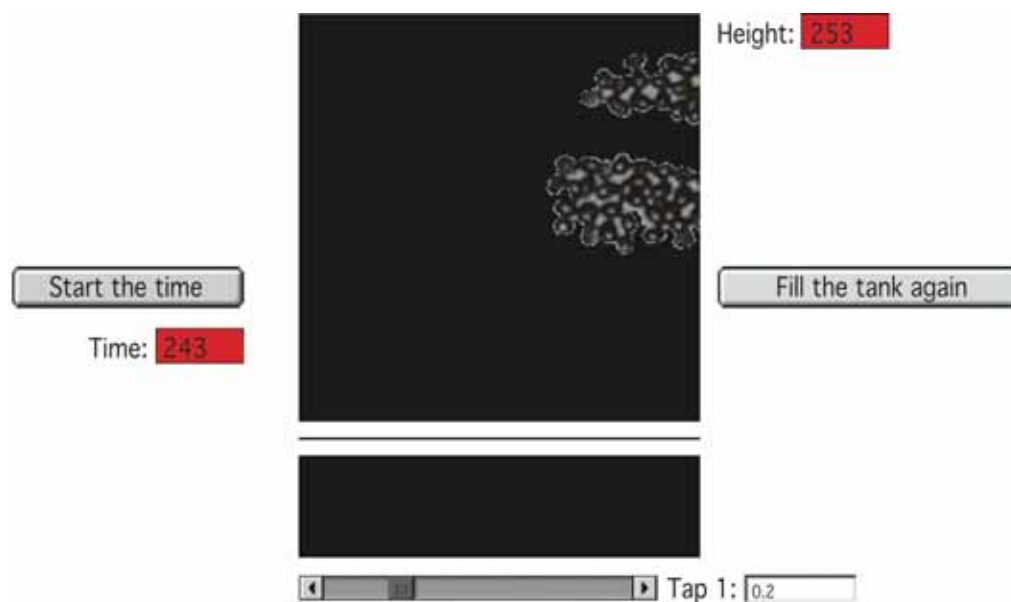 Height: 253
Start the time
Fill the tank again
Time: 243
Tap 1: 0.2